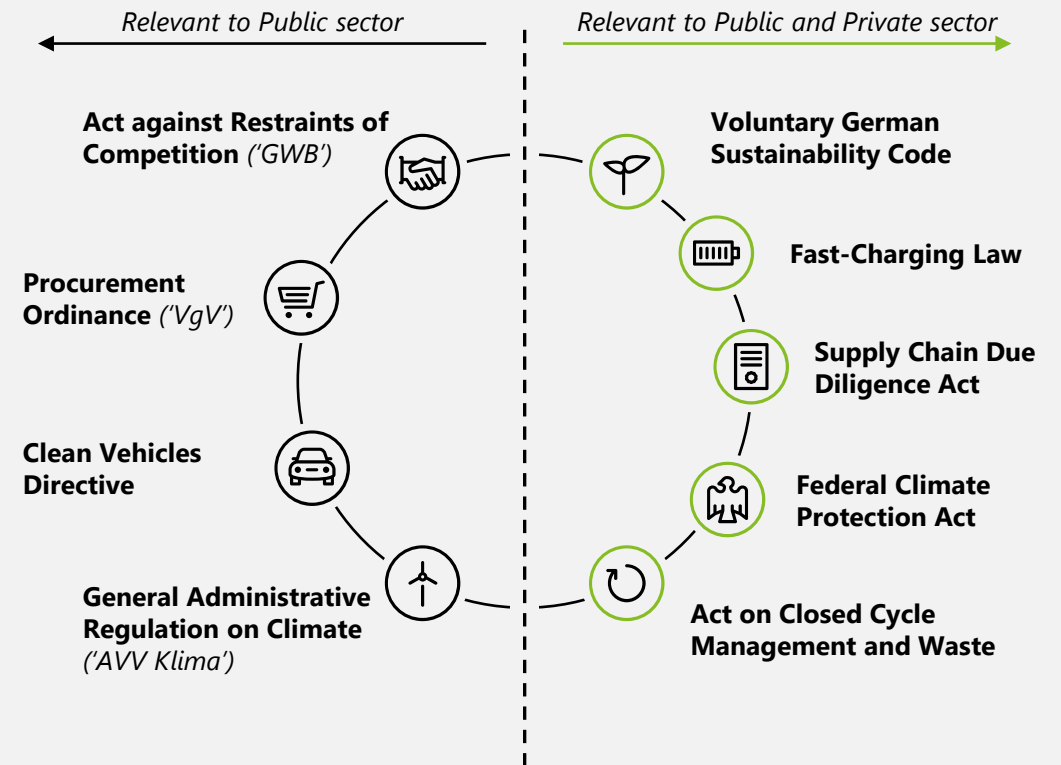 Relevant to Public sector
Relevant to Public and Private sector
Act against Restraints of
Competition (‘GWB’)
Procurement
Ordinance (‘VgV’)
Clean Vehicles
Directive
General Administrative
Regulation on Climate
(‘AVV Klima’)
Voluntary German
Sustainability Code
Fast-Charging Law
Supply Chain Due
Diligence Act
Federal Climate
Protection Act
Act on Closed Cycle
Management and Waste